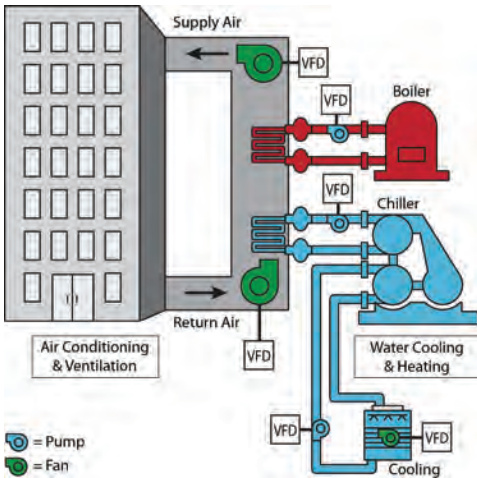 Supply Air
VFD
VFD
Boiler
VFD
Chiller
Return Air
VFD
Air Conditioning
& Ventilation
Water Cooling
& Heating
VFD
VFD
= Pump
= Fan
Cooling